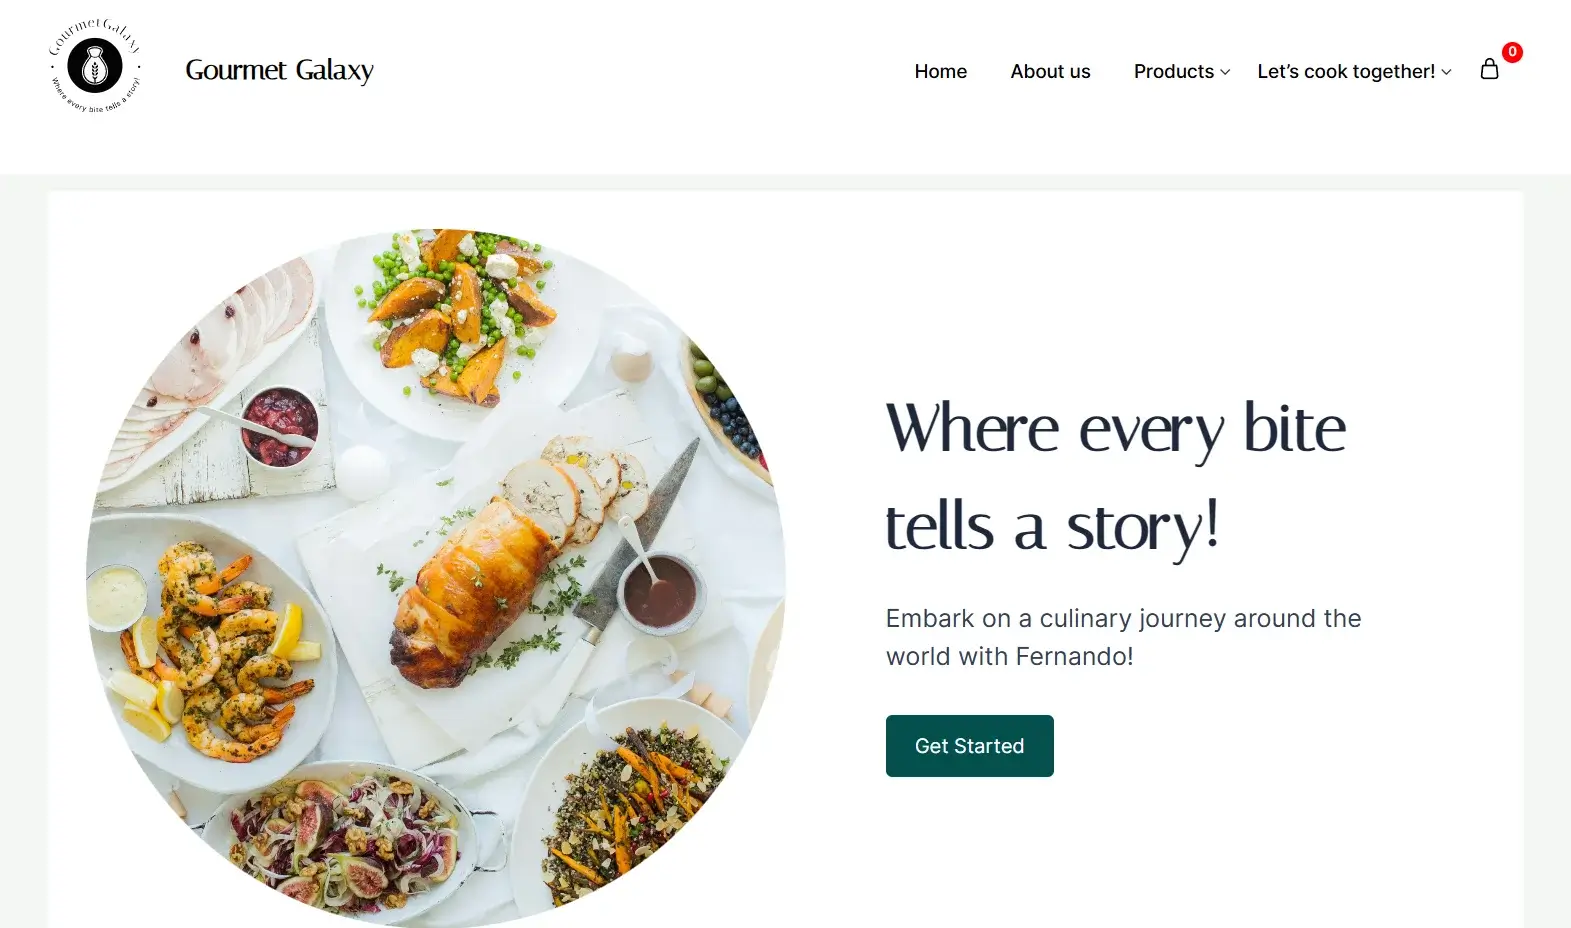 Gourmet Galaxy
Where every bite tells a story!
Gourmet Galaxy
Home
About us
Products
Let’s cook together!
0
Where every bite
tells a story!
Embark on a culinary journey around the
world with Fernando!
Get Started